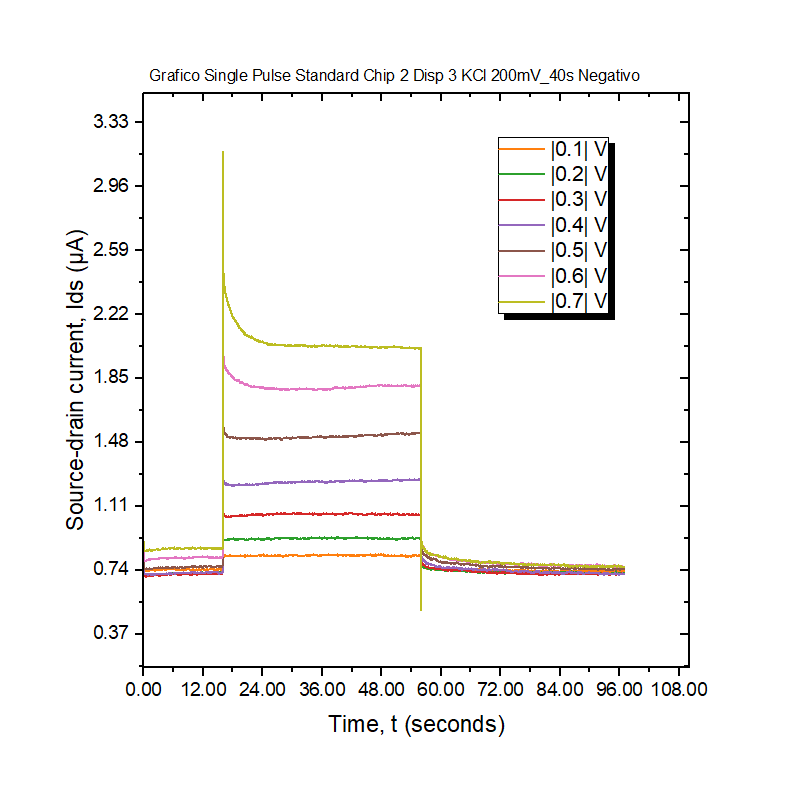 Grafico Single Pulse Standard Chip 2 Disp 3 KCl 200mV_40s Negativo
3.33
2.96
2.59
2.22
1.85
1.48
1.11
0.74
0.37
Source-drain current, Ids (µA)
|0.1| V
|0.2| V
|0.3| V
|0.4| V
|0.5| V
|0.6| V
|0.7| V
0.00 12.00 24.00 36.00 48.00 60.00 72.00 84.00 96.00 108.00
Time, t (seconds)